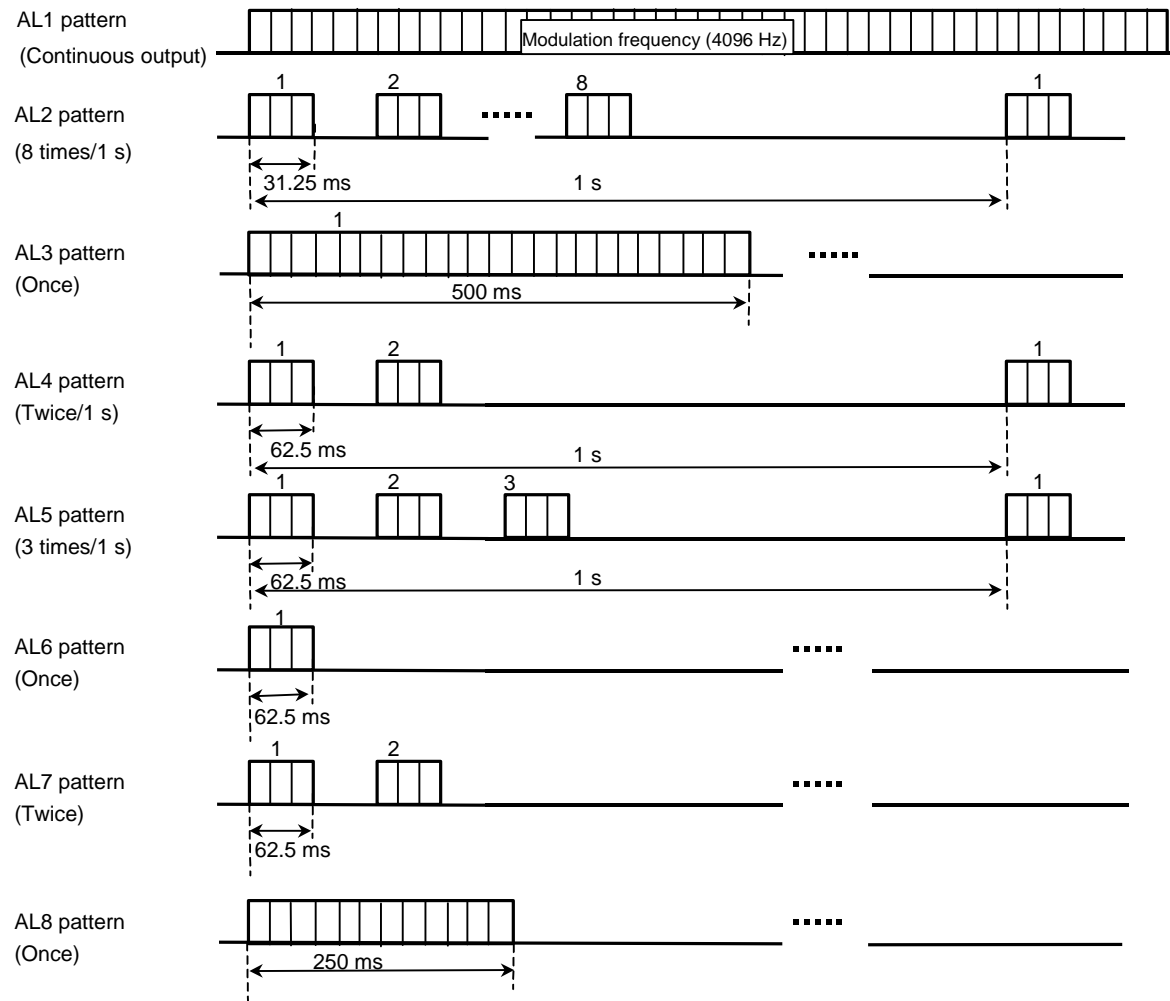 AL1 pattern
(Continuous output)
Modulation frequency (4096 Hz)
1 2 8 1
AL2 pattern
(8 times/1 s)
31.25 ms
1 s
1
AL3 pattern
(Once)
500 ms
1 2 1
AL4 pattern
(Twice/1 s)
62.5 ms
1 s
1 2 3 1
AL5 pattern
(3 times/1 s)
62.5 ms
1 s
1
AL6 pattern
(Once)
62.5 ms
1 2
AL7 pattern
(Twice)
62.5 ms
AL8 pattern
(Once)
250 ms